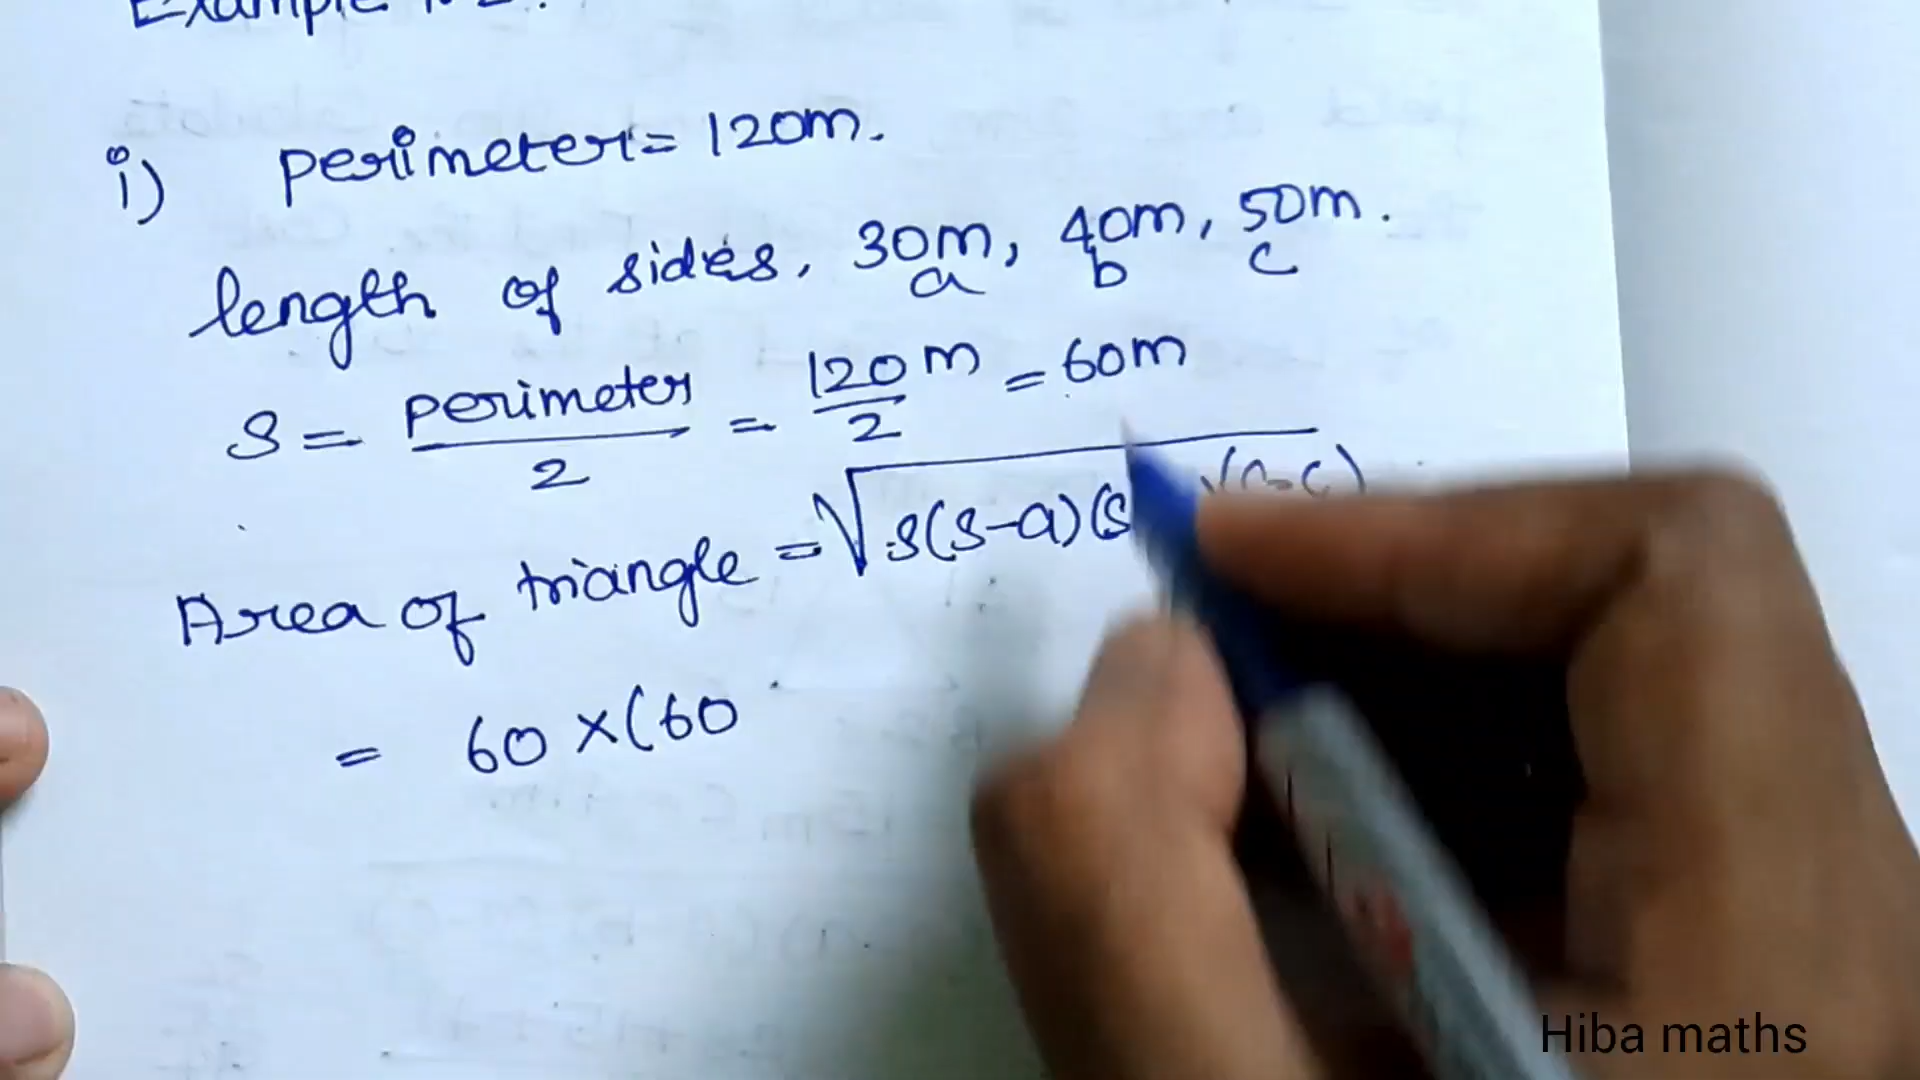 i) perimeter = 120m.
length of sides, 30m, 40m, 50m.
a b c
S = perimeter/2 = 120m/2 = 60m
Area of triangle = √s(s-a)(s
= 60 ×(60
Hiba maths